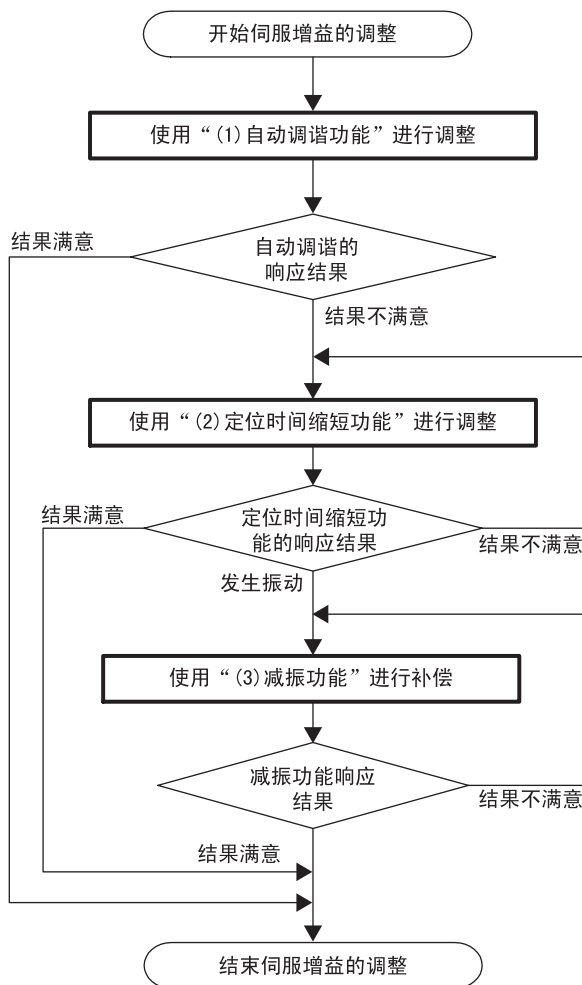 开始伺服增益的调整
使用“(1)自动调谐功能”进行调整
结果满意
自动调谐的
响应结果
结果不满意
使用“(2)定位时间缩短功能”进行调整
结果满意
定位时间缩短功
能的响应结果
结果不满意
发生振动
使用“(3)减振功能”进行补偿
减振功能响应
结果
结果不满意
结果满意
结束伺服增益的调整